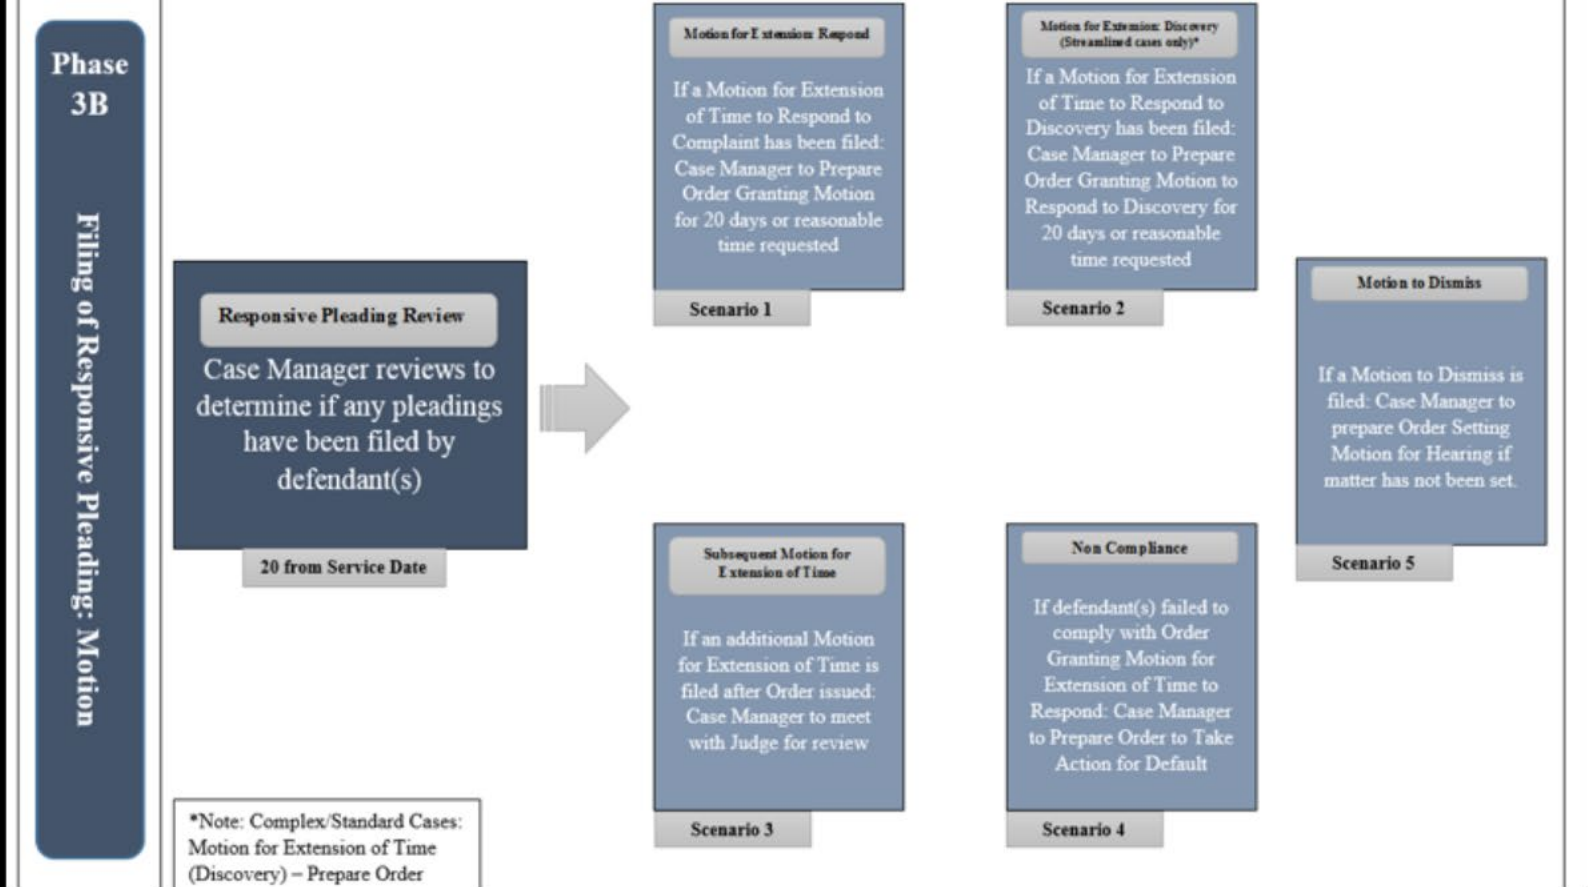 Phase
3B
Filing of Responsive Pleading: Motion
Responsive Pleading Review
Case Manager reviews to
determine if any pleadings
have been filed by
defendant(s)
20 from Service Date
Motion for Extension: Respond
If a Motion for Extension
of Time to Respond to
Complaint has been filed:
Case Manager to Prepare
Order Granting Motion
for 20 days or reasonable
time requested
Scenario 1
Motion for Extension: Discovery
(Streamlined cases only)*
If a Motion for Extension
of Time to Respond to
Discovery has been filed:
Case Manager to Prepare
Order Granting Motion to
Respond to Discovery for
20 days or reasonable
time requested
Scenario 2
Subsequent Motion for
Extension of Time
If an additional Motion
for Extension of Time is
filed after Order issued:
Case Manager to meet
with Judge for review
Scenario 3
Non Compliance
If defendant(s) failed to
comply with Order
Granting Motion for
Extension of Time to
Respond: Case Manager
to Prepare Order to Take
Action for Default
Scenario 4
Motion to Dismiss
If a Motion to Dismiss is
filed: Case Manager to
prepare Order Setting
Motion for Hearing if
matter has not been set.
Scenario 5
*Note: Complex/Standard Cases:
Motion for Extension of Time
(Discovery) – Prepare Order